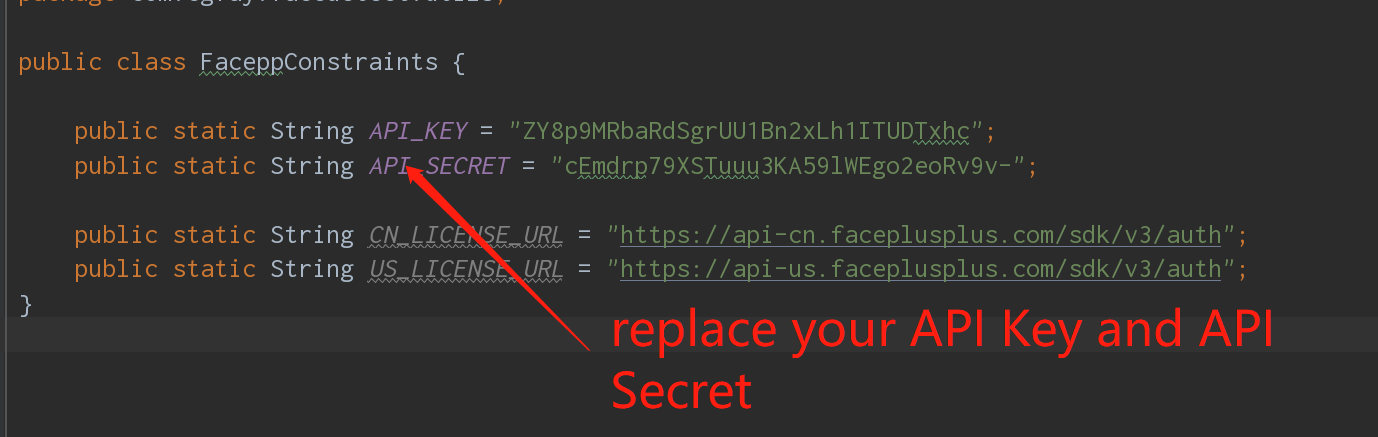 public class FaceppConstraints {
public static String API_KEY = "ZY8p9MRbaRdSgrUU1Bn2xLh1ITUDTxhc";
public static String API_SECRET = "cEmdrp79XSTuuu3KA59lWEgo2eoRv9v-";
public static String CN_LICENSE_URL = "https://api-cn.faceplusplus.com/sdk/v3/auth";
public static String US_LICENSE_URL = "https://api-us.faceplusplus.com/sdk/v3/auth";
}
replace your API Key and API
Secret